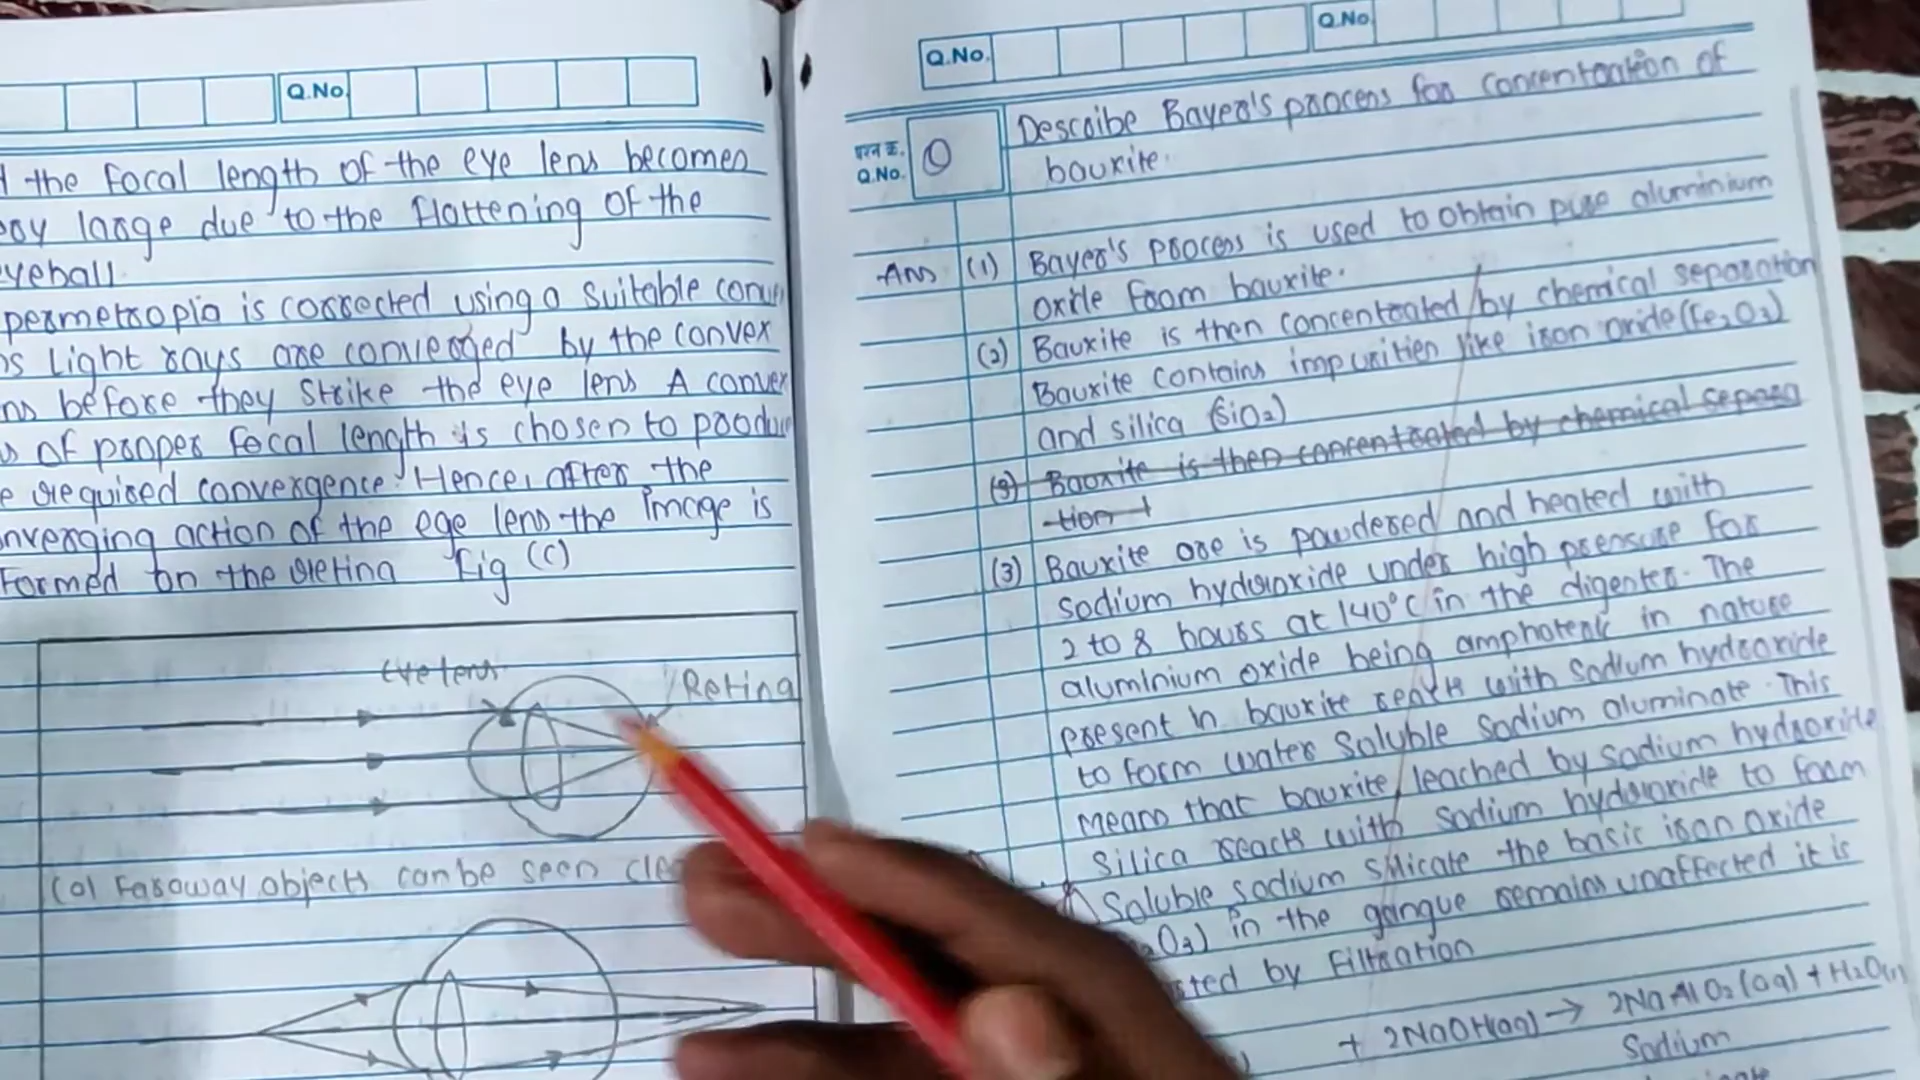 Q.No.
d the focal length of the eye lens becomes
large due to the flattening of the
eyeball.
permetropia is corrected using a suitable
Light rays are converged by the convex
before they strike the eye lens A convex
of proper focal length is chosen to
required convergence. Hence, after the
action of the eye lens the image is
formed on the retina fig (c)
Eye lens
Retina
(a) Faraway objects can be seen
Q.No.
Q.No.
प्रश्न क्र.
Q.No.
Describe Bayer's process for concentration of
bauxite.
Ans (1) Bayer's process is used to obtain pure aluminium
oxide from bauxite.
(2) Bauxite is then concentrated by chemical separation
Bauxite contains impurities like iron oxide (Fe2O3)
and silica (SiO2)
(3) Bauxite is then concentrated by chemical separa
-tion
(3) Bauxite ore is powdered and heated with
sodium hydroxide under high pressure for
2 to 8 hours at 140°C in the digester. The
aluminium oxide being amphoteric in nature
present in bauxite reacts with sodium hydroxide
to form water soluble sodium aluminate. This
means that bauxite leached by sodium hydroxide
Silica reacts with sodium hydroxide to form
Soluble sodium silicate the basic iron oxide
2O3) in the gangue remains unaffected it is
by filtration
+ 2NaOH(aq) → 2NaAlO2(aq) + H2O(l)
Sodium